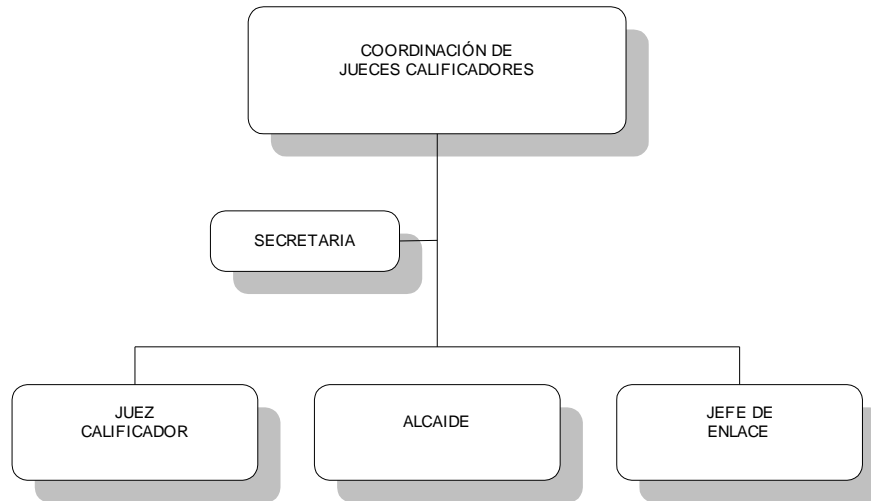 COORDINACIÓN DE
JUECES CALIFICADORES
SECRETARIA
JUEZ
CALIFICADOR
ALCAIDE
JEFE DE
ENLACE